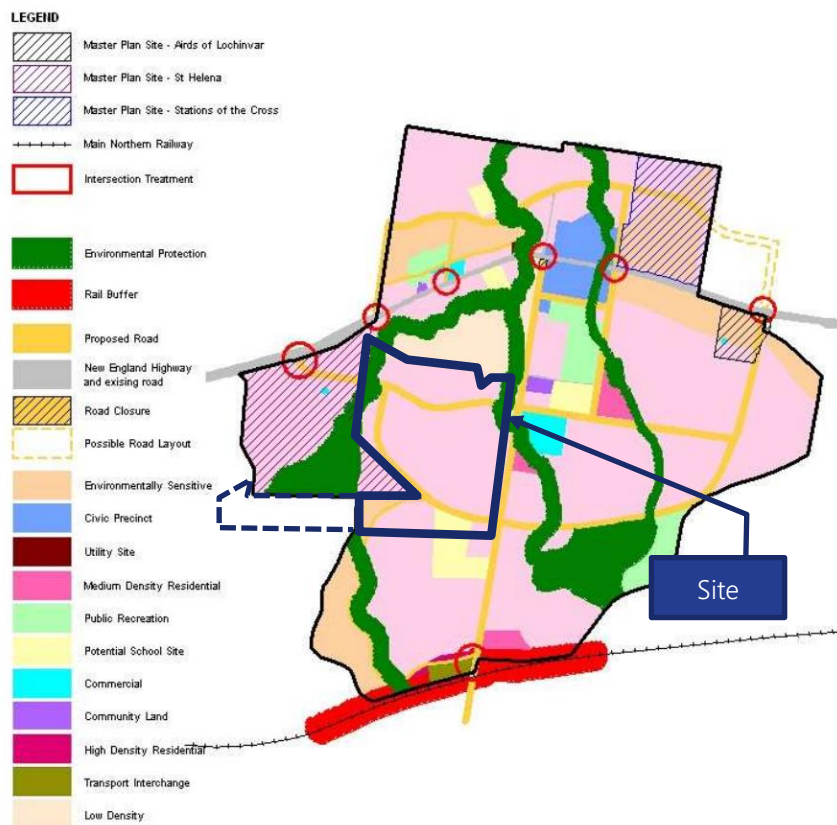 LEGEND
Master Plan Site - Airds of Lochinvar
Master Plan Site - St Helena
Master Plan Site - Stations of the Cross
Main Northern Railway
Intersection Treatment
Environmental Protection
Rail Buffer
Proposed Road
New England Highway
and exising road
Road Closure
Possible Road Layout
Environmentally Sensitive
Civic Precinct
Utility Site
Medium Density Residential
Public Recreation
Potential School Site
Commercial
Community Land
High Density Residential
Transport Interchange
Low Density
Site